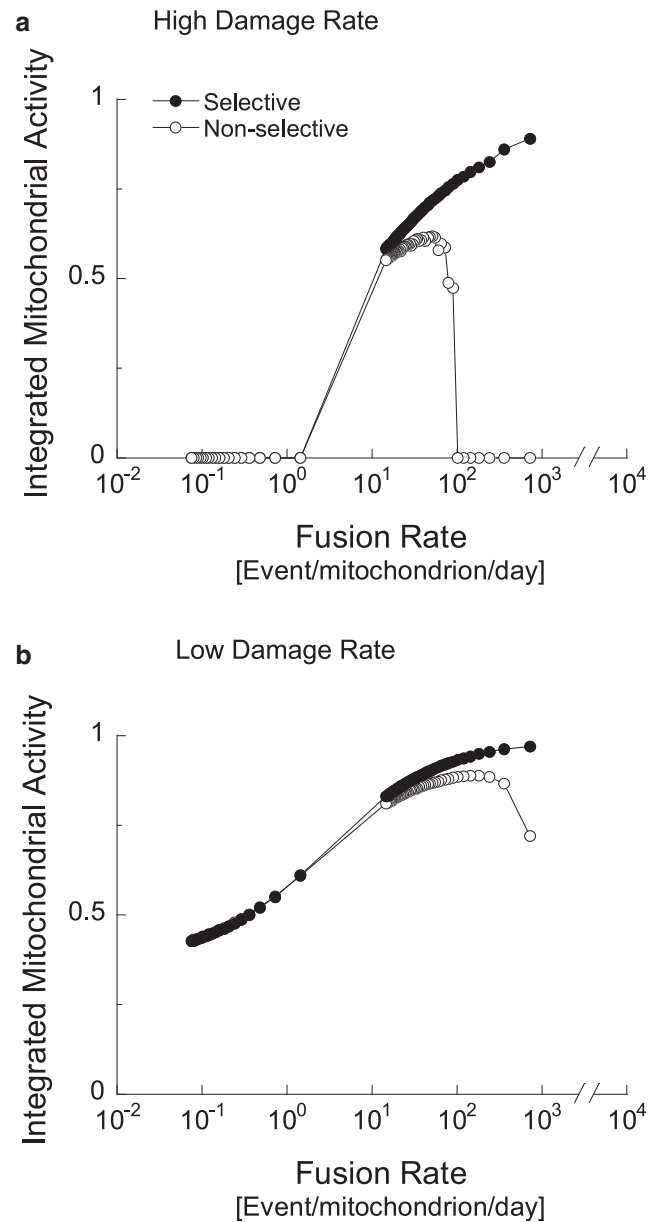 a
High Damage Rate
Selective
Non-selective
Integrated Mitochondrial Activity
1
0.5
0
10-2
10-1
100
101
102
103
104
Fusion Rate
[Event/mitochondrion/day]
b
Low Damage Rate
Integrated Mitochondrial Activity
1
0.5
0
10-2
10-1
100
101
102
103
104
Fusion Rate
[Event/mitochondrion/day]